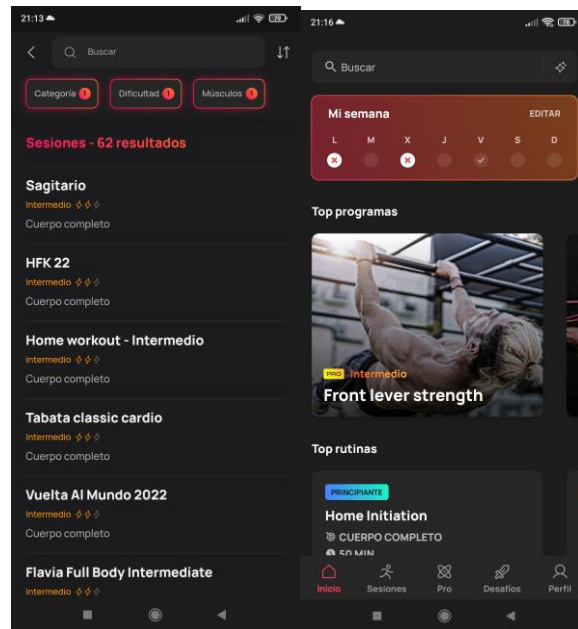 21:13
79
Buscar
Categoría 1
Dificultad 1
Músculos 1
Sesiones - 62 resultados
Sagitario
Intermedio
Cuerpo completo
HFK 22
Intermedio
Cuerpo completo
Home workout - Intermedio
Intermedio
Cuerpo completo
Tabata classic cardio
Intermedio
Cuerpo completo
Vuelta Al Mundo 2022
Intermedio
Cuerpo completo
Flavia Full Body Intermediate
Intermedio
21:16
78
Buscar
Mi semana
EDITAR
L M X J V S D
Top programas
PRO Intermedio
Front lever strength
Top rutinas
PRINCIPIANTE
Home Initiation
CUERPO COMPLETO
50 MIN
Inicio Sesiones Pro Desafíos Perfil